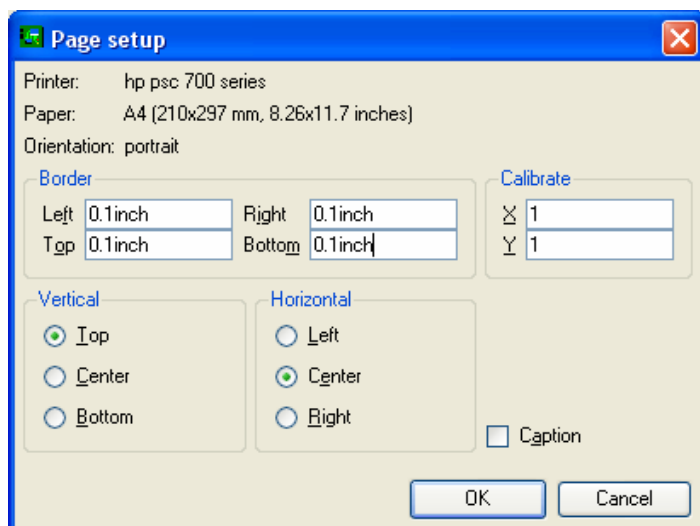 Page setup
Printer: hp psc 700 series
Paper: A4 (210x297 mm, 8.26x11.7 inches)
Orientation: portrait
Border
Calibrate
Left 0.1inch Right 0.1inch
X 1
Top 0.1inch Bottom 0.1inch
Y 1
Vertical
Horizontal
Top
Left
Center
Center
Bottom
Right
Caption
OK
Cancel